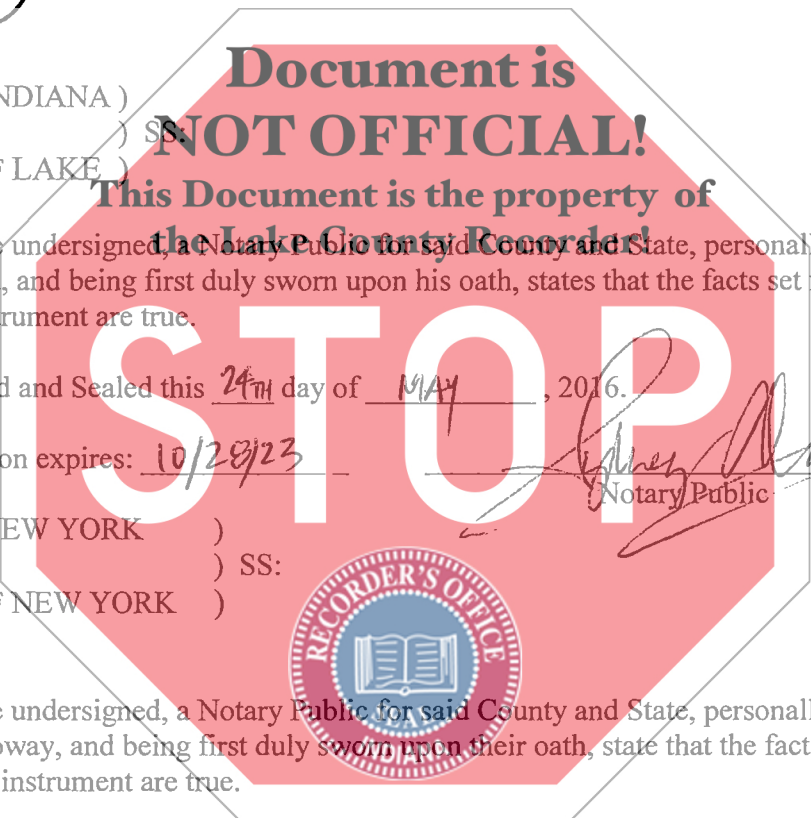 Document is
NDIANA )
NOT OFFICIAL!
) SS:
F LAKE )
This Document is the property of
the Lake County Recorder!
undersigned, a Notary Public for said County and State, personal
, and being first duly sworn upon his oath, states that the facts set
rument are true.
STOP
d and Sealed this 24TH day of MAY , 2016.
on expires: 10/28/23
Notary Public
EW YORK )
) SS:
F NEW YORK )
RECORDER'S OFFICE
undersigned, a Notary Public for said County and State, personal
oway, and being first duly sworn upon their oath, state that the fact
INDIANA
instrument are true.